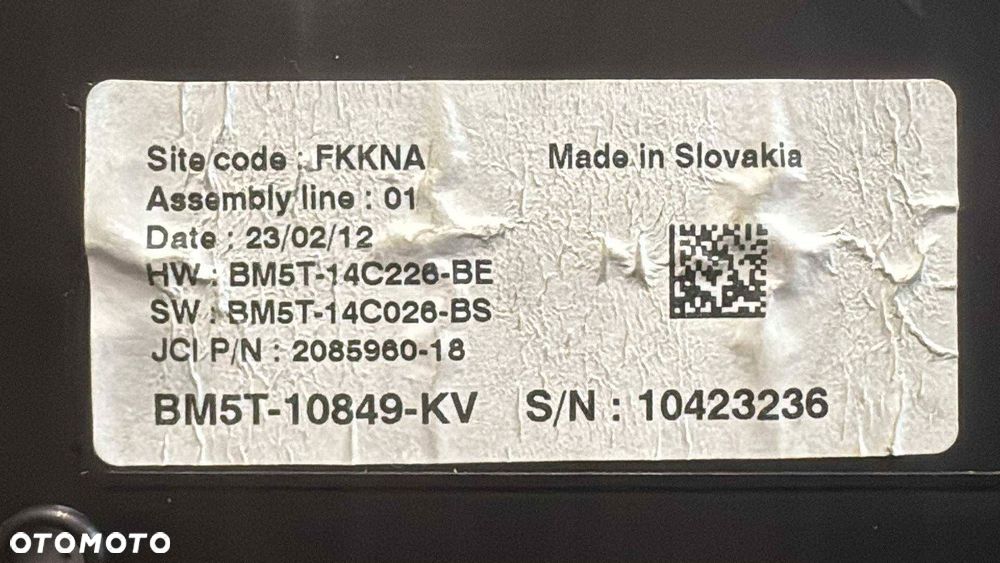 Site code : FKKNA
Made in Slovakia
Assembly line : 01
Date : 23/02/12
HW : BM5T-14C226-BE
SW : BM5T-14C026-BS
JCI P/N : 2085960-18
BM5T-10849-KV S/N : 10423236
OTOMOTO